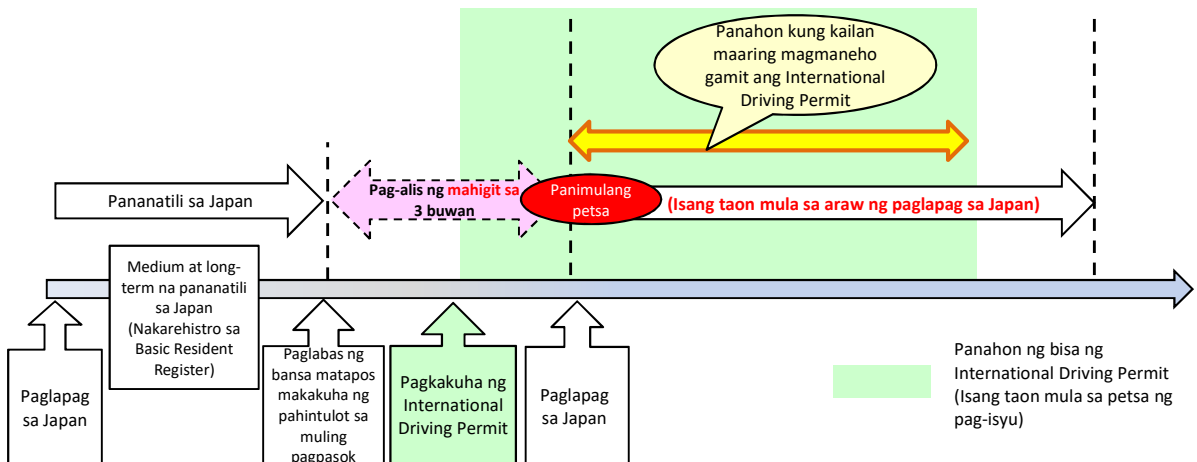 Panahon kung kailan
maaring magmaneho
gamit ang International
Driving Permit
Pananatili sa Japan
Pag-alis ng mahigit sa
3 buwan
Panimulang
petsa
(Isang taon mula sa araw ng paglapag sa Japan)
Medium at long-
term na pananatili
sa Japan
(Nakarehistro sa
Basic Resident
Register)
Paglapag
sa Japan
Paglabas ng
bansa matapos
makakuha ng
pahintulot sa
muling
pagpasok
Pagkakuha ng
International
Driving Permit
Paglapag
sa Japan
Panahon ng bisa ng
International Driving Permit
(Isang taon mula sa petsa ng
pag-isyu)